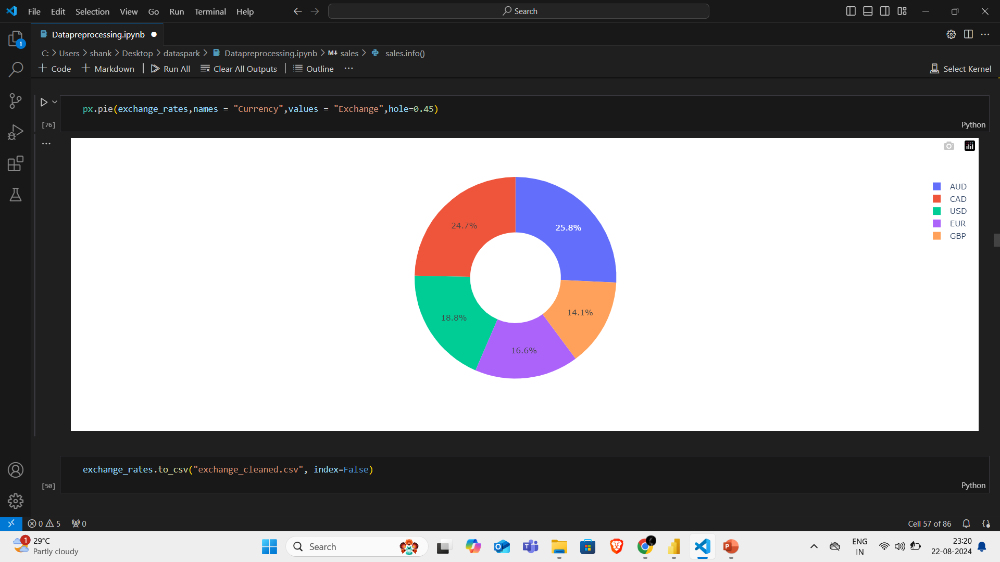 File Edit Selection View Go Run Terminal Help
Search
Datapreprocessing.ipynb
1
C: > Users > shank > Desktop > dataspark > Datapreprocessing.ipynb > M↓ sales > sales.info()
+ Code + Markdown | Run All Clear All Outputs | Outline ...
Select Kernel
px.pie(exchange_rates,names = "Currency",values = "Exchange",hole=0.45)
[76]
Python
AUD
CAD
USD
EUR
GBP
24.7%
25.8%
18.8%
14.1%
16.6%
exchange_rates.to_csv("exchange_cleaned.csv", index=False)
[50]
Python
0 5 0
Cell 57 of 86
1
29°C
Partly cloudy
Search
ENG
IN
23:20
22-08-2024